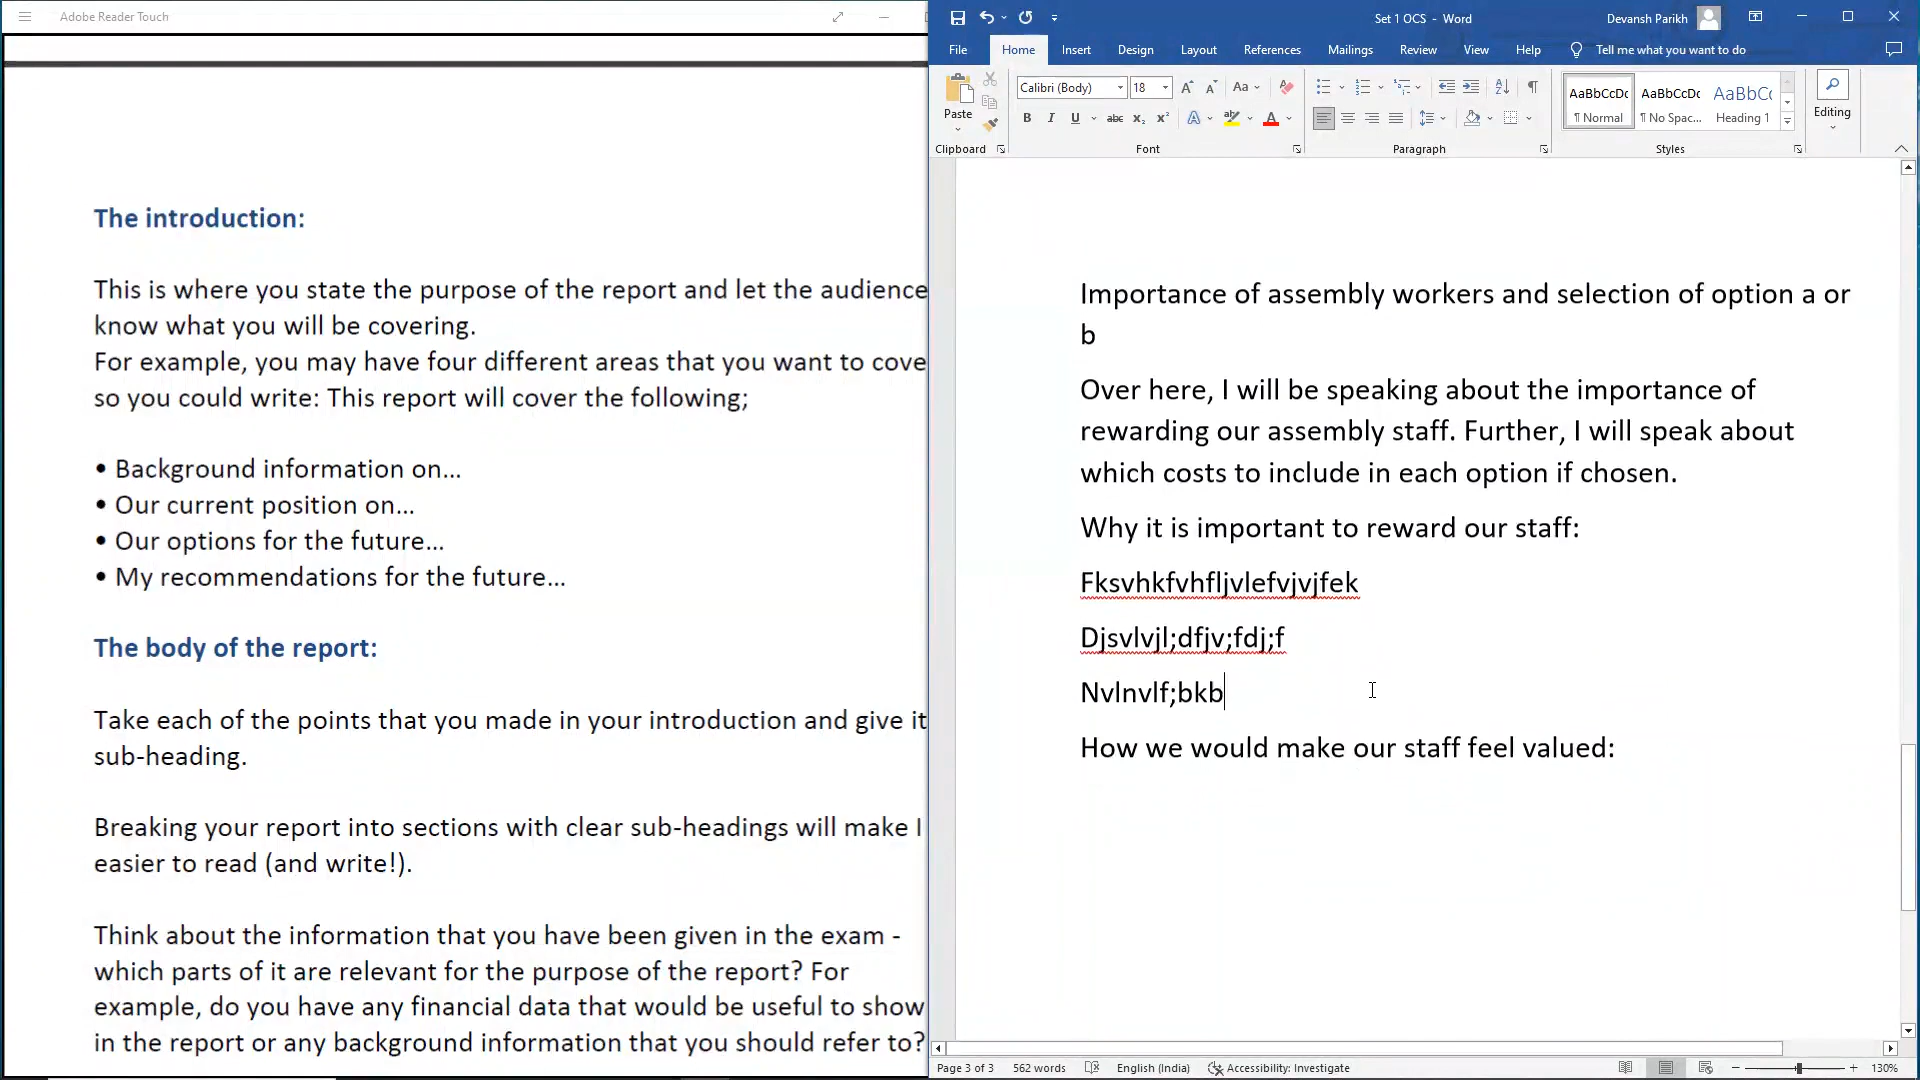 Adobe Reader Touch
The introduction:
This is where you state the purpose of the report and let the audience
know what you will be covering.
For example, you may have four different areas that you want to cove
so you could write: This report will cover the following;
• Background information on...
• Our current position on...
• Our options for the future...
• My recommendations for the future...
The body of the report:
Take each of the points that you made in your introduction and give it
sub-heading.
Breaking your report into sections with clear sub-headings will make I
easier to read (and write!).
Think about the information that you have been given in the exam -
which parts of it are relevant for the purpose of the report? For
example, do you have any financial data that would be useful to show
in the report or any background information that you should refer to?
Set 1 OCS - Word
Devansh Parikh
File Home Insert Design Layout References Mailings Review View Help Tell me what you want to do
Paste
Calibri (Body) 18
Aa
B I U abc x₂ x² A A
AaBbCcDc AaBbCcDc AaBbCc
¶ Normal ¶ No Spac... Heading 1
Editing
Clipboard Font Paragraph Styles
Importance of assembly workers and selection of option a or
b
Over here, I will be speaking about the importance of
rewarding our assembly staff. Further, I will speak about
which costs to include in each option if chosen.
Why it is important to reward our staff:
Fksvhkfvhfljvlefvjvjfek
Djsvlvjl;dfjv;fdj;f
Nvlnvlf;bkb
How we would make our staff feel valued:
Page 3 of 3 562 words English (India) Accessibility: Investigate 130%